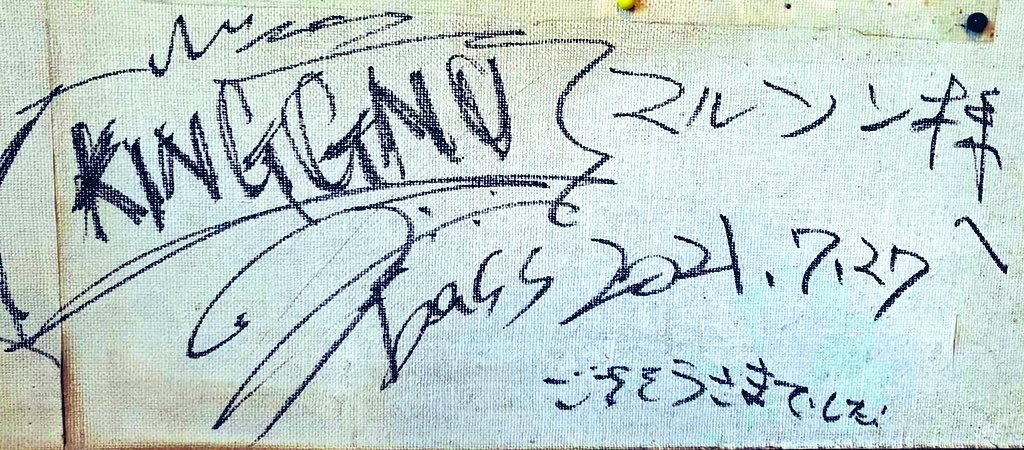 KINGGNU
マルソン様
へ
bass 2021.7.27
ごちそうさまでした!